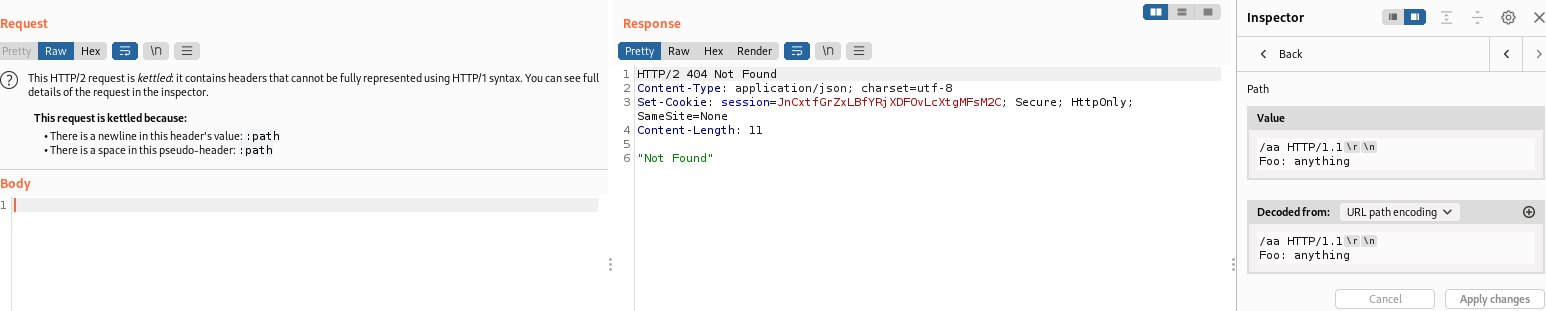 Request
Pretty Raw Hex \n
This HTTP/2 request is kettled: it contains headers that cannot be fully represented using HTTP/1 syntax. You can see full
details of the request in the inspector.
This request is kettled because:
• There is a newline in this header's value: :path
• There is a space in this pseudo-header: :path
Body
1
Response
Pretty Raw Hex Render \n
1 HTTP/2 404 Not Found
2 Content-Type: application/json; charset=utf-8
3 Set-Cookie: session=JnCxtfGrZxLBfYRjXDFOvLcXtgMFsM2C; Secure; HttpOnly;
SameSite=None
4 Content-Length: 11
5
6 "Not Found"
Inspector
Back
Path
Value
/aa HTTP/1.1\r\n
Foo: anything
Decoded from: URL path encoding
/aa HTTP/1.1\r\n
Foo: anything
Cancel Apply changes